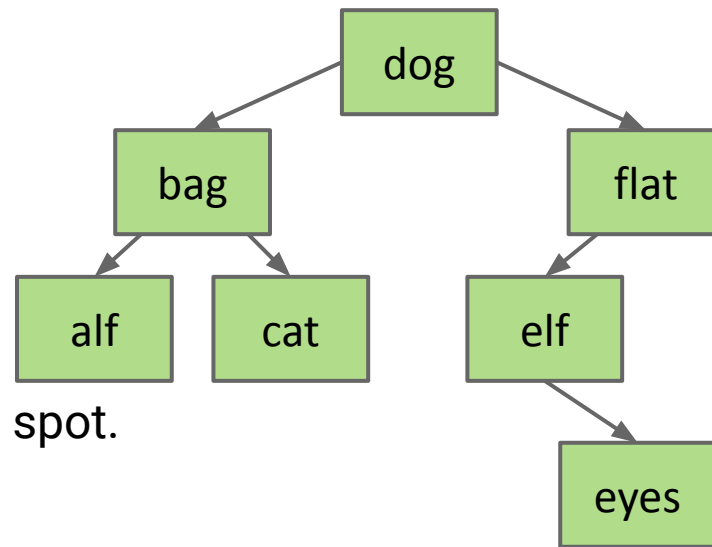 dog
bag flat
alf cat elf
spot.
eyes